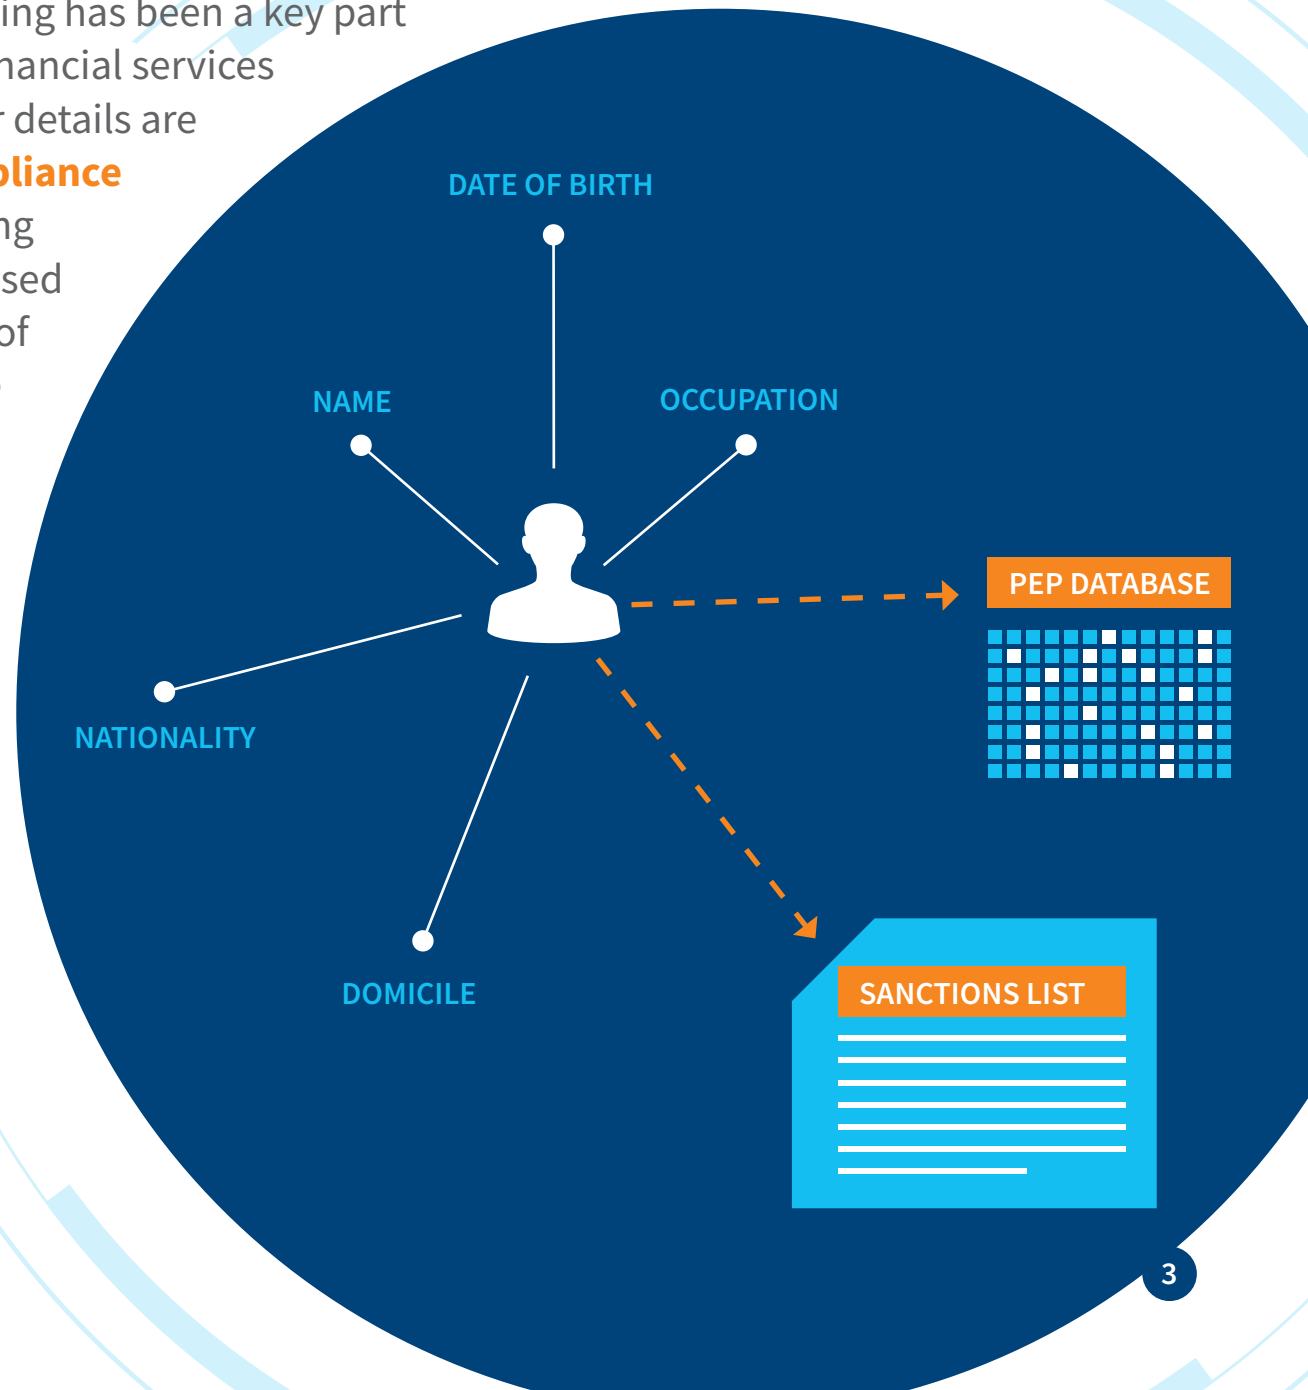 ing has been a key part
nancial services
r details are
pliance
ng
sed
of
DATE OF BIRTH
NAME
OCCUPATION
PEP DATABASE
NATIONALITY
DOMICILE
SANCTIONS LIST
3